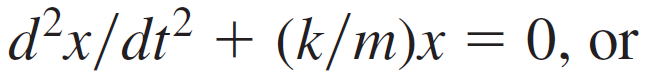 d²x/dt² + (k/m)x = 0, or